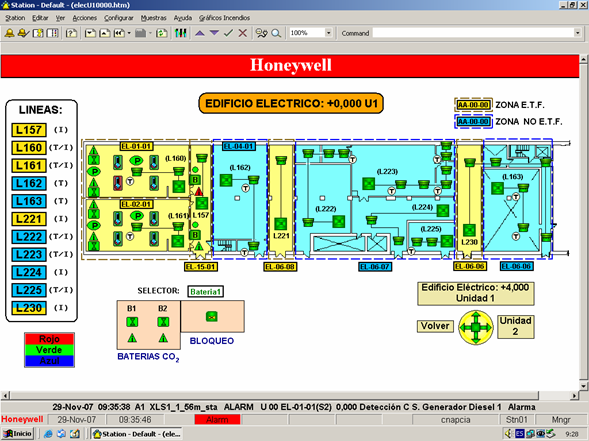 Station - Default - (elecU10000.htm)
Station Editar Ver Acciones Configurar Muestras Ayuda Gráficos Incendios
100% Command
Honeywell
EDIFICIO ELECTRICO: +0,000 U1
AA-00-00 ZONA E.T.F.
AA-00-00 ZONA NO E.T.F.
LINEAS:
L157 (I)
L160 (T/I)
L161 (T/I)
L162 (T)
L163 (T)
L221 (I)
L222 (T/I)
L223 (T/I)
L224 (I)
L225 (T/I)
L230 (I)
EL-01-01
EL-04-01
(L160)
(L162)
(L223)
(L163)
EL-02-01
(L161)
L157
L221
(L222)
(L224)
(L225)
L230
EL-15-01
EL-06-08
EL-06-07
EL-06-06
EL-06-06
Rojo
Verde
Azul
SELECTOR: Bateria1
B1 B2
BATERIAS CO2
BLOQUEO
Edificio Eléctrico: +4,000
Unidad 1
Volver
Unidad
2
29-Nov-07 09:35:38 A1 XLS1_1_56m_sta ALARM U 00 EL-01-01(S2) 0,000 Detección C S. Generador Diesel 1 Alarma
Honeywell 29-Nov-07 09:35:46 Alarm cnapcia Stn01 Mngr
Inicio Station - Default - (ele... ES 9:28